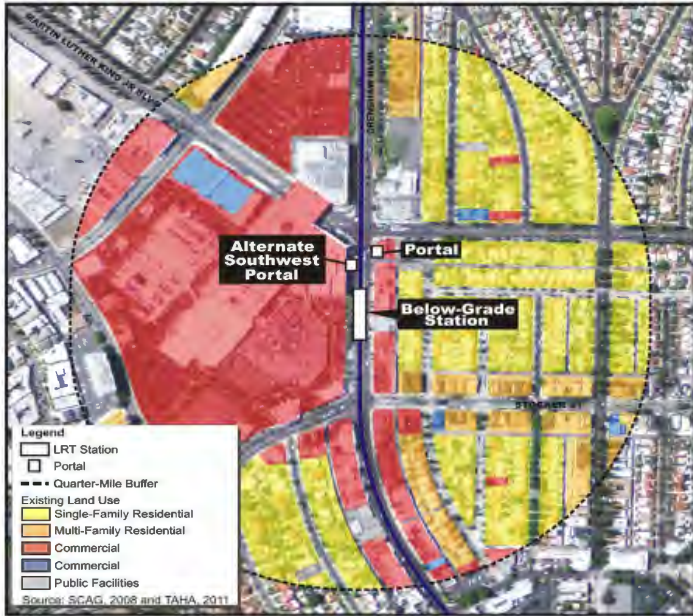 MARTIN LUTHER KING JR BLVD
CRENSHAW BLVD
Alternate
Southwest
Portal
Portal
Below-Grade
Station
STOCKER ST
Legend
LRT Station
Portal
Quarter-Mile Buffer
Existing Land Use
Single-Family Residential
Multi-Family Residential
Commercial
Commercial
Public Facilities
Source: SCAG, 2008 and TAHA, 2011